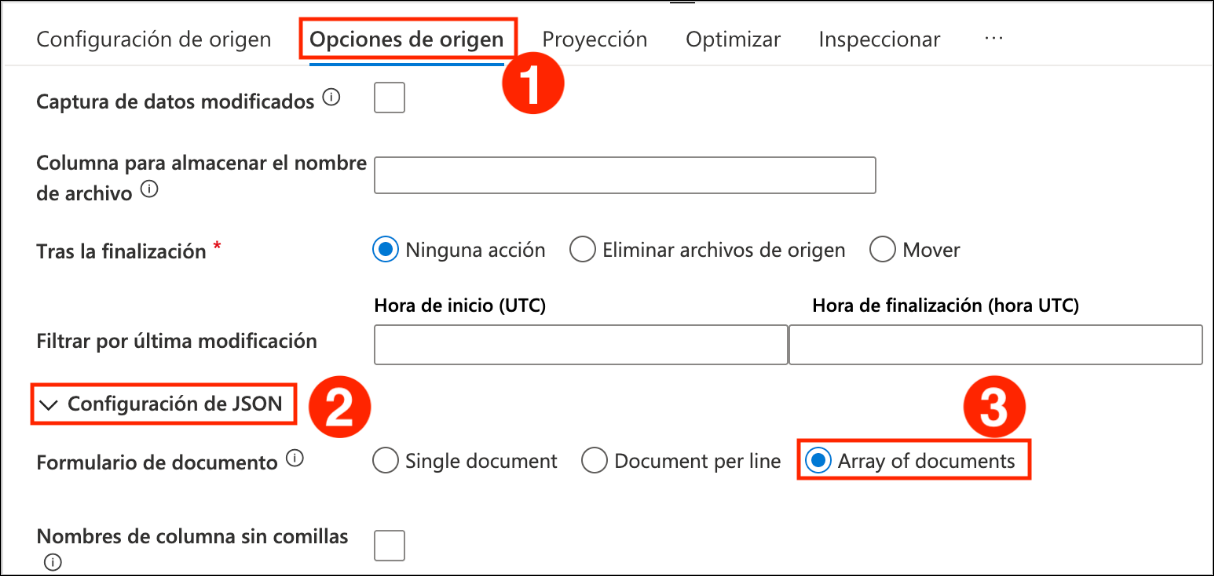 Configuración de origen Opciones de origen Proyección Optimizar Inspeccionar ...
1
Captura de datos modificados
Columna para almacenar el nombre
de archivo
Tras la finalización * Ninguna acción Eliminar archivos de origen Mover
Hora de inicio (UTC) Hora de finalización (hora UTC)
Filtrar por última modificación
Configuración de JSON 2 3
Formulario de documento Single document Document per line Array of documents
Nombres de columna sin comillas